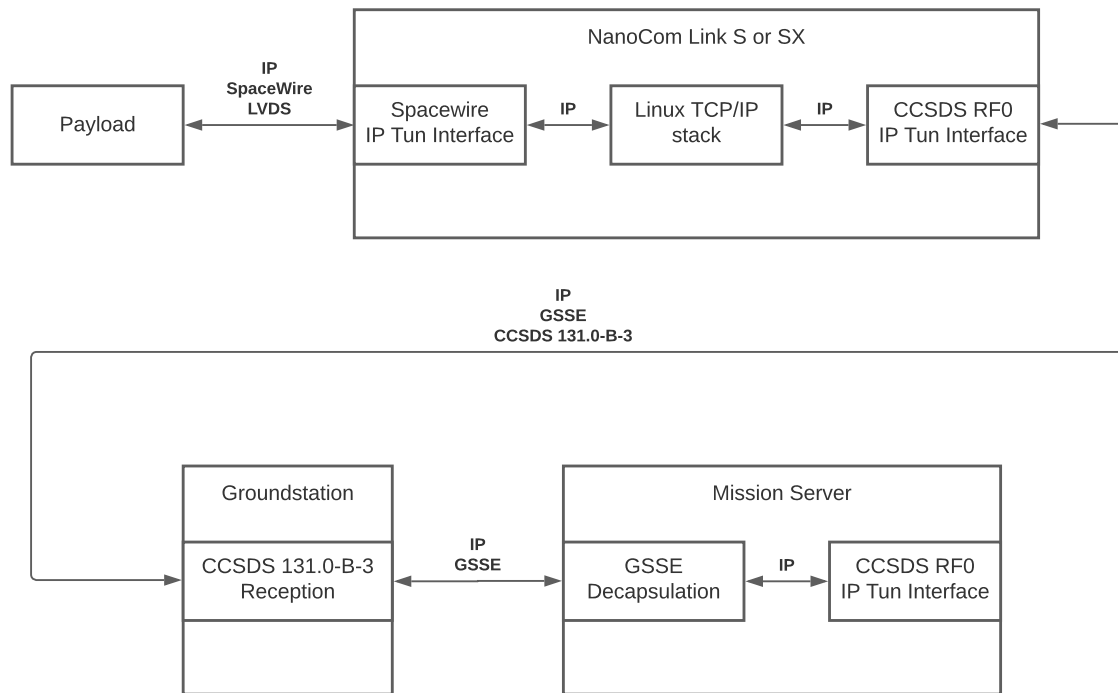 NanoCom Link S or SX
IP
SpaceWire
LVDS
Payload
Spacewire
IP Tun Interface
IP
Linux TCP/IP
stack
IP
CCSDS RF0
IP Tun Interface
IP
GSSE
CCSDS 131.0-B-3
Groundstation
Mission Server
CCSDS 131.0-B-3
Reception
IP
GSSE
GSSE
Decapsulation
IP
CCSDS RF0
IP Tun Interface